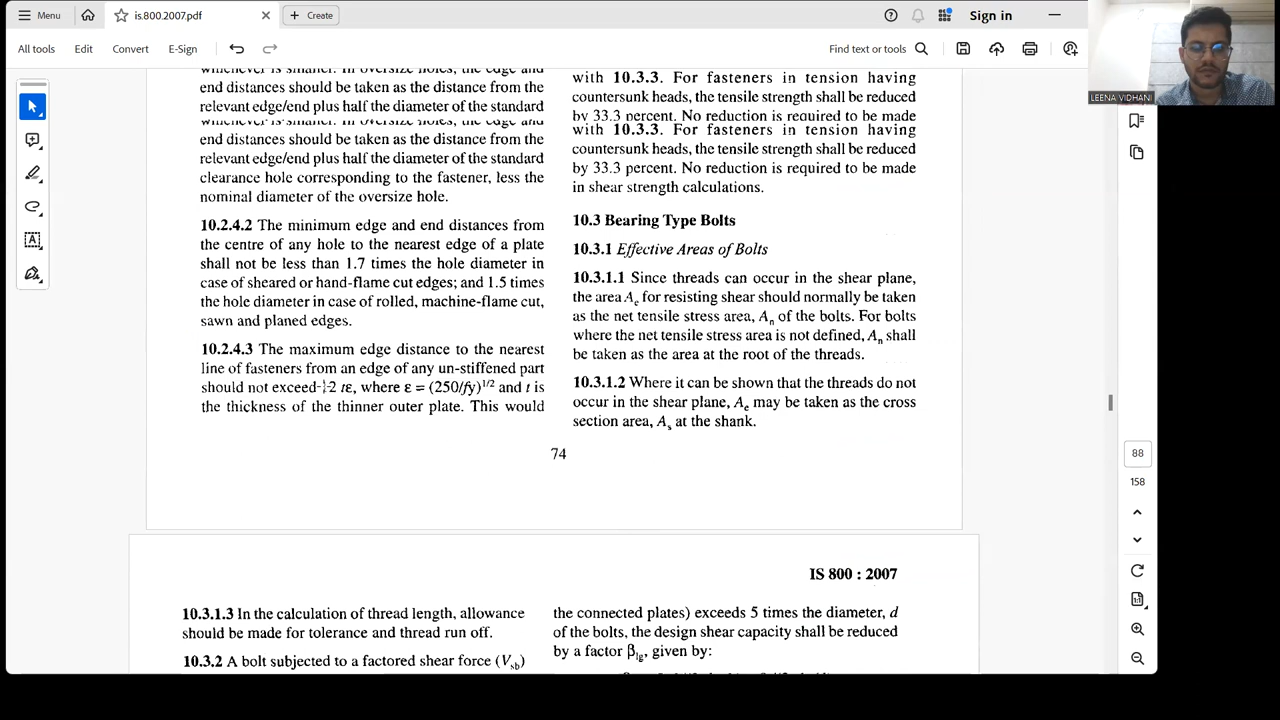 Menu
is.800.2007.pdf
Create
Sign in
All tools
Edit
Convert
E-Sign
Find text or tools
LEENA VIDHANI
whichever is smaller. In oversize holes, the edge and
end distances should be taken as the distance from the
relevant edge/end plus half the diameter of the standard
whichever is smaller. In oversize holes, the edge and
end distances should be taken as the distance from the
relevant edge/end plus half the diameter of the standard
clearance hole corresponding to the fastener, less the
nominal diameter of the oversize hole.
10.2.4.2 The minimum edge and end distances from
the centre of any hole to the nearest edge of a plate
shall not be less than 1.7 times the hole diameter in
case of sheared or hand-flame cut edges; and 1.5 times
the hole diameter in case of rolled, machine-flame cut,
sawn and planed edges.
10.2.4.3 The maximum edge distance to the nearest
line of fasteners from an edge of any un-stiffened part
should not exceed 12 tε, where ε = (250/fy)1/2 and t is
the thickness of the thinner outer plate. This would
with 10.3.3. For fasteners in tension having
countersunk heads, the tensile strength shall be reduced
by 33.3 percent. No reduction is required to be made
with 10.3.3. For fasteners in tension having
countersunk heads, the tensile strength shall be reduced
by 33.3 percent. No reduction is required to be made
in shear strength calculations.
10.3 Bearing Type Bolts
10.3.1 Effective Areas of Bolts
10.3.1.1 Since threads can occur in the shear plane,
the area Ae for resisting shear should normally be taken
as the net tensile stress area, An of the bolts. For bolts
where the net tensile stress area is not defined, An shall
be taken as the area at the root of the threads.
10.3.1.2 Where it can be shown that the threads do not
occur in the shear plane, Ae may be taken as the cross
section area, As at the shank.
74
88
158
IS 800 : 2007
10.3.1.3 In the calculation of thread length, allowance
should be made for tolerance and thread run off.
10.3.2 A bolt subjected to a factored shear force (Vsb)
the connected plates) exceeds 5 times the diameter, d
of the bolts, the design shear capacity shall be reduced
by a factor βlg, given by: